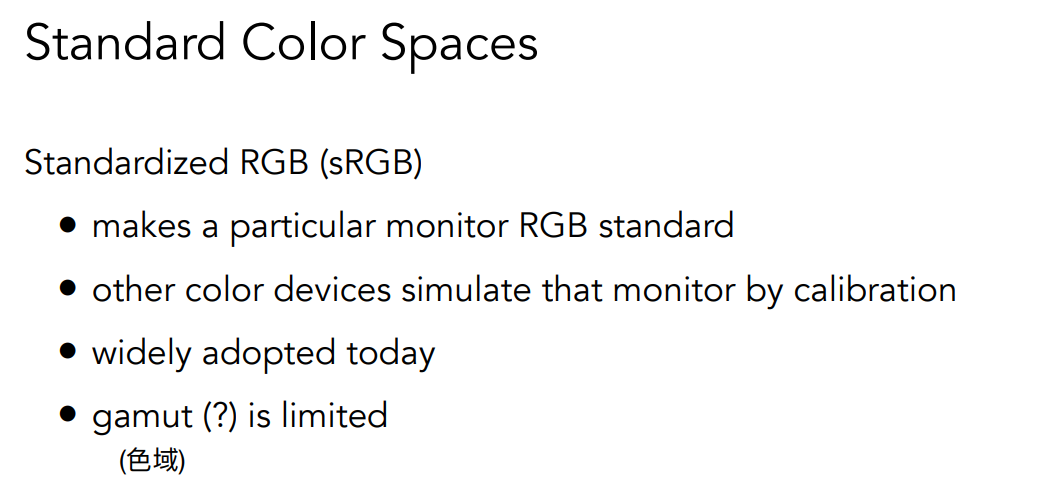 Standard Color Spaces
Standardized RGB (sRGB)
● makes a particular monitor RGB standard
● other color devices simulate that monitor by calibration
● widely adopted today
● gamut (?) is limited
(色域)